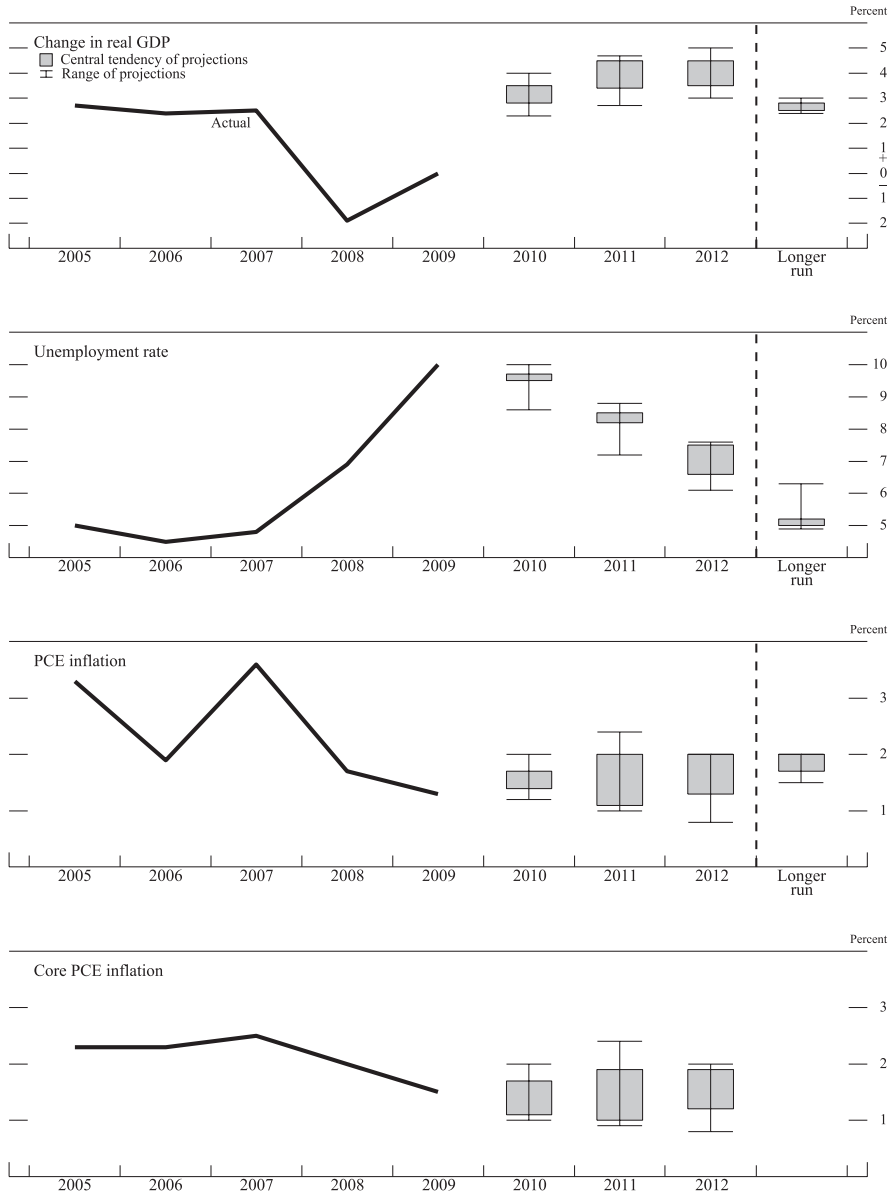 Percent
Change in real GDP
Central tendency of projections
Range of projections
Actual
5
4
3
2
1
+
0
–
1
2
2005 2006 2007 2008 2009 2010 2011 2012 Longer
run
Percent
Unemployment rate
10
9
8
7
6
5
2005 2006 2007 2008 2009 2010 2011 2012 Longer
run
Percent
PCE inflation
3
2
1
2005 2006 2007 2008 2009 2010 2011 2012 Longer
run
Percent
Core PCE inflation
3
2
1
2005 2006 2007 2008 2009 2010 2011 2012